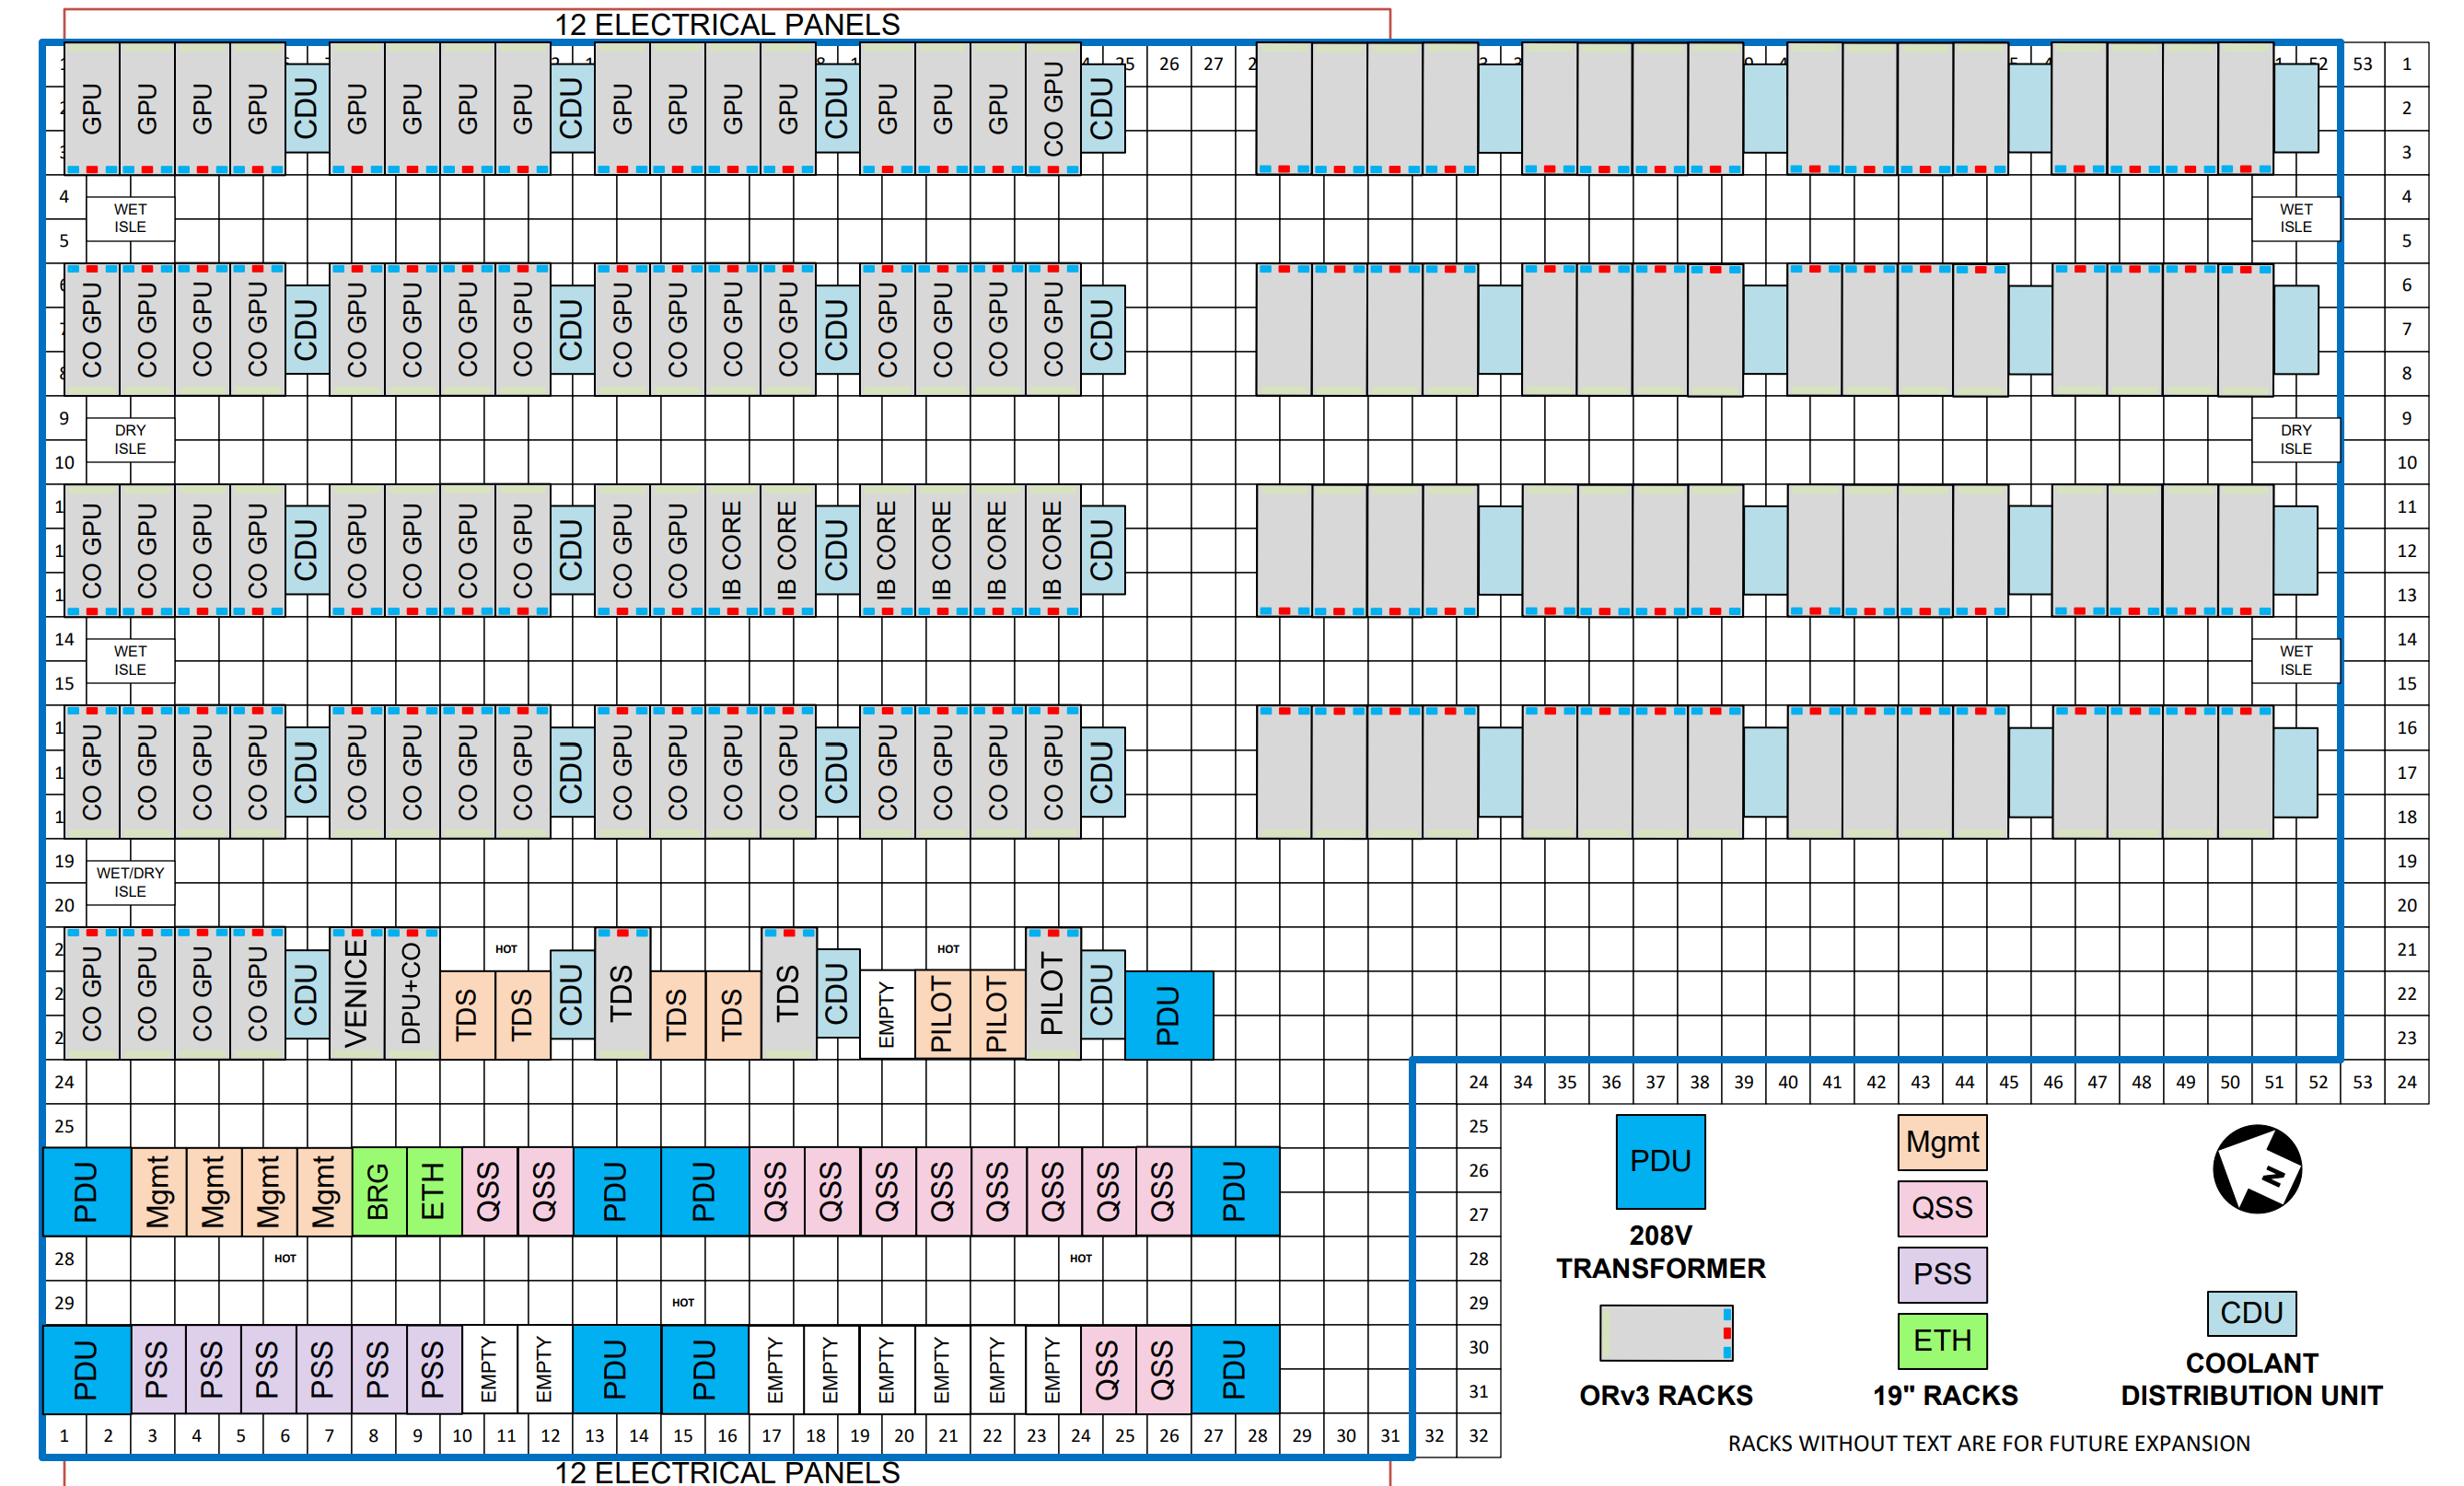 12 ELECTRICAL PANELS
GPU GPU GPU GPU CDU GPU GPU GPU GPU CDU GPU GPU GPU GPU CDU GPU GPU GPU CO GPU CDU
26 27 53 1
2
3
4 WET ISLE WET ISLE 4
5 5
CO GPU CO GPU CO GPU CO GPU CDU CO GPU CO GPU CO GPU CO GPU CDU CO GPU CO GPU CO GPU CO GPU CDU CO GPU CO GPU CO GPU CO GPU CDU
6
7
8
9 DRY ISLE DRY ISLE 9
10 10
CO GPU CO GPU CO GPU CO GPU CDU CO GPU CO GPU CO GPU CO GPU CDU CO GPU CO GPU IB CORE IB CORE CDU IB CORE IB CORE IB CORE IB CORE CDU
11
12
13
14 WET ISLE WET ISLE 14
15 15
CO GPU CO GPU CO GPU CO GPU CDU CO GPU CO GPU CO GPU CO GPU CDU CO GPU CO GPU CO GPU CO GPU CDU CO GPU CO GPU CO GPU CO GPU CDU
16
17
18
19 WET/DRY ISLE 19
20 20
HOT HOT 21
CO GPU CO GPU CO GPU CO GPU CDU VENICE DPU+CO TDS TDS CDU TDS TDS TDS TDS CDU EMPTY PILOT PILOT PILOT CDU PDU
22
23
24 24 34 35 36 37 38 39 40 41 42 43 44 45 46 47 48 49 50 51 52 53 24
25 25
PDU Mgmt Mgmt Mgmt Mgmt BRG ETH QSS QSS PDU PDU QSS QSS QSS QSS QSS QSS QSS QSS PDU
26
27
28 HOT HOT 28
29 HOT 29
PDU PSS PSS PSS PSS PSS PSS EMPTY EMPTY PDU PDU EMPTY EMPTY EMPTY EMPTY EMPTY EMPTY QSS QSS PDU
30
31
1 2 3 4 5 6 7 8 9 10 11 12 13 14 15 16 17 18 19 20 21 22 23 24 25 26 27 28 29 30 31 32 32
12 ELECTRICAL PANELS
PDU
208V
TRANSFORMER
ORv3 RACKS
Mgmt
QSS
PSS
ETH
19" RACKS
N
CDU
COOLANT
DISTRIBUTION UNIT
RACKS WITHOUT TEXT ARE FOR FUTURE EXPANSION